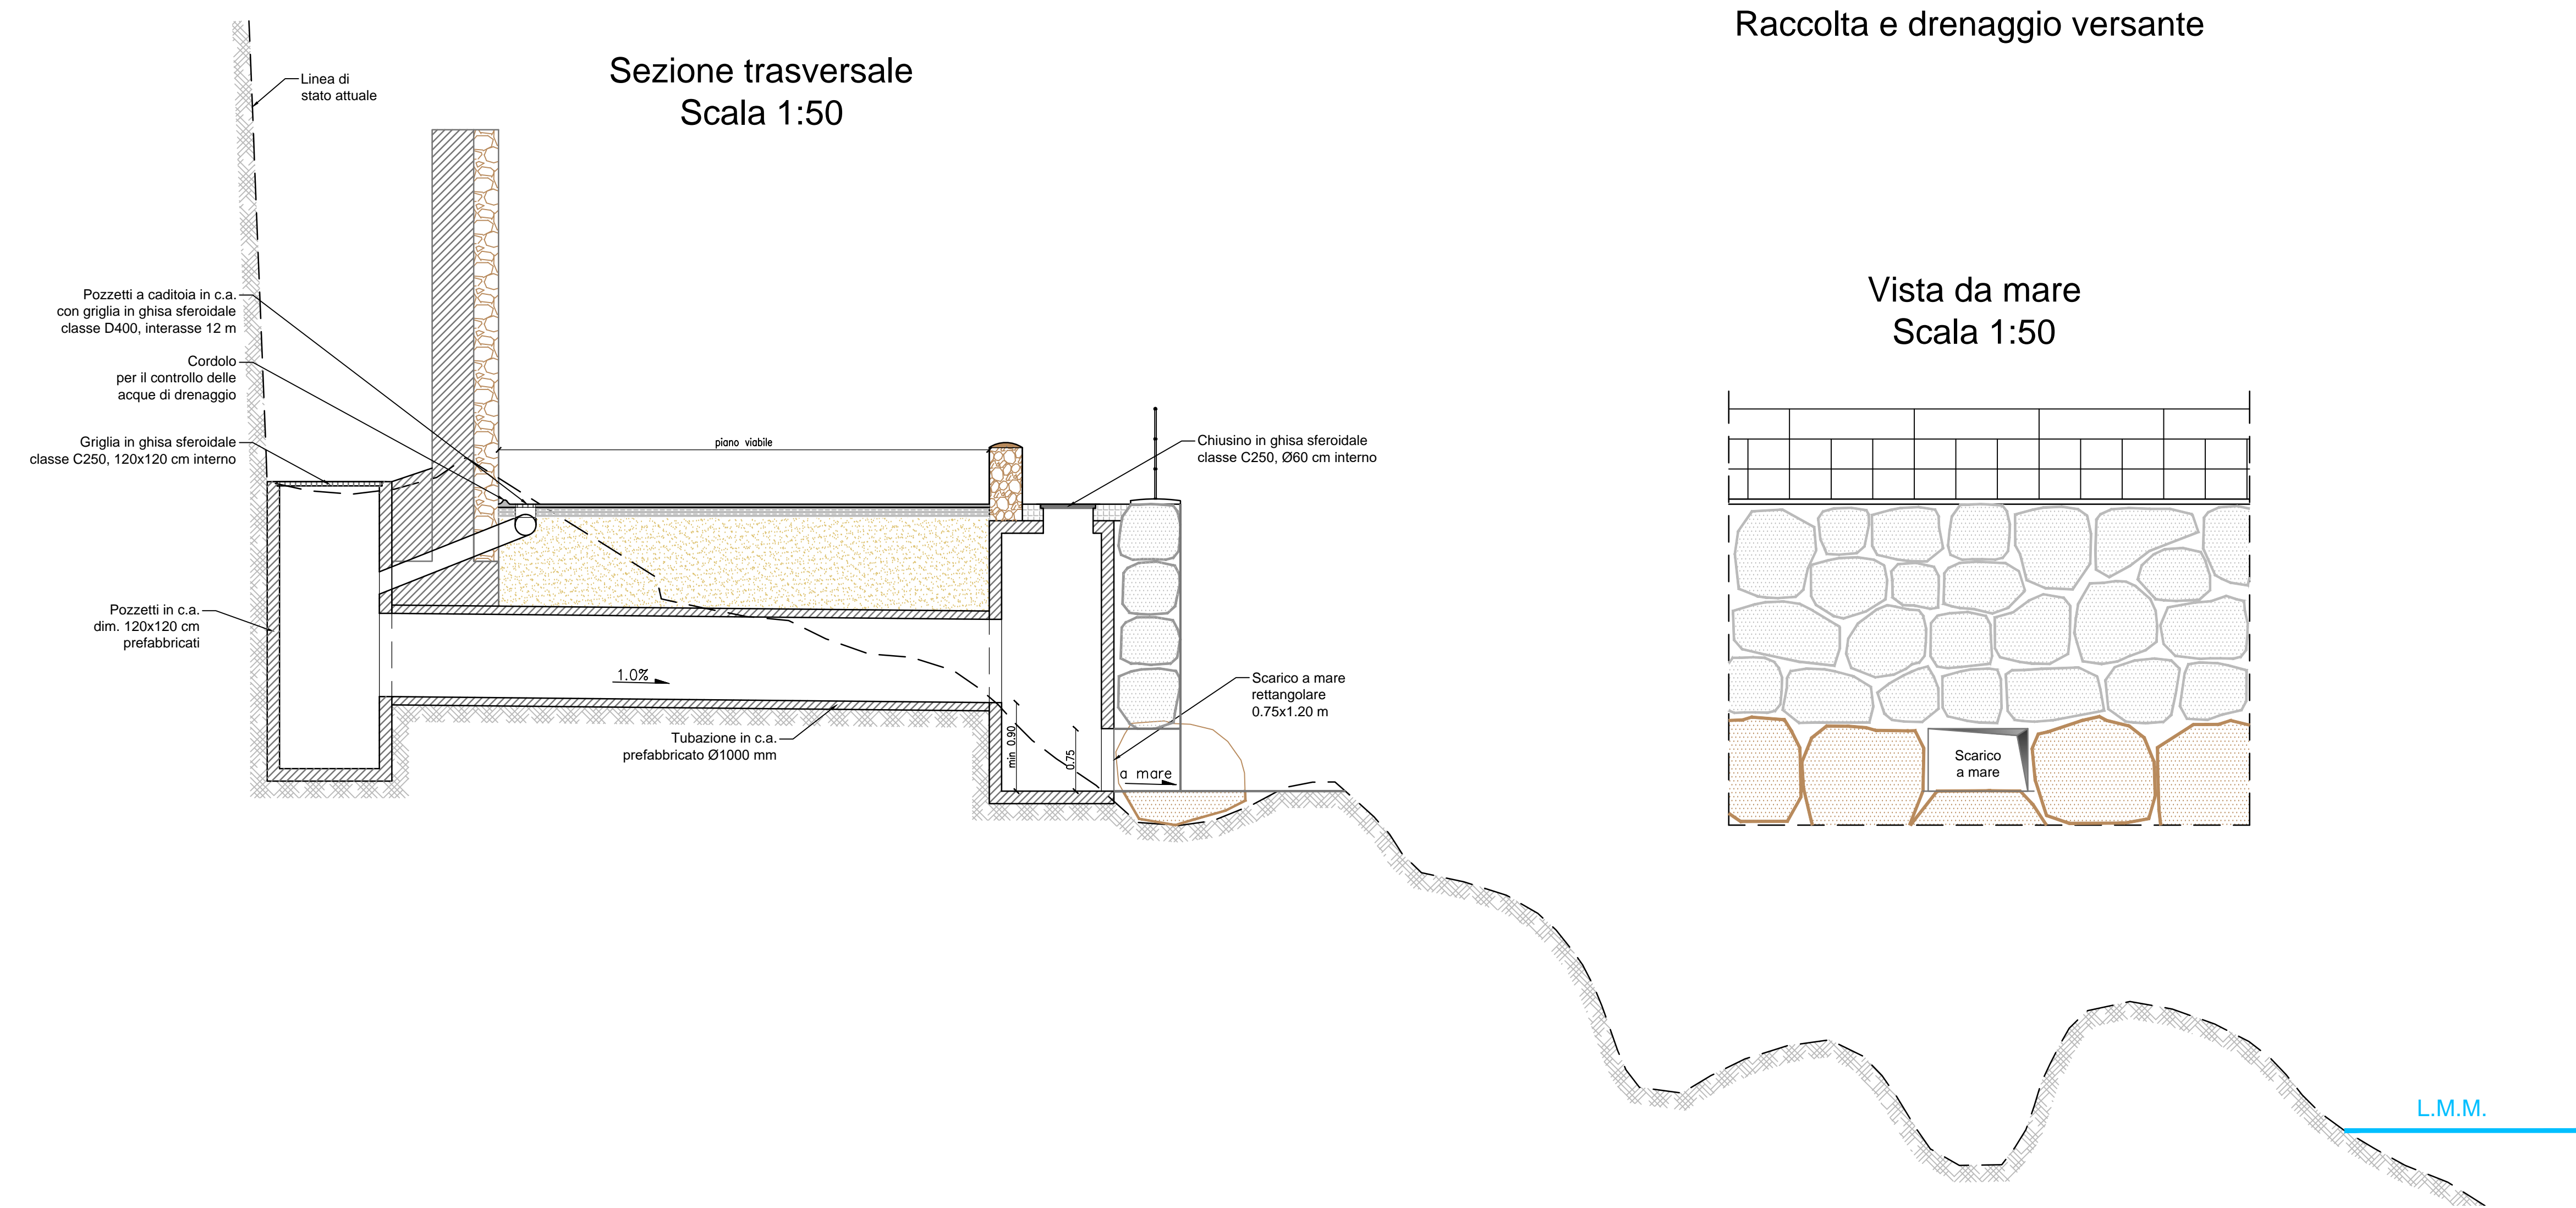 Raccolta e drenaggio versante
Sezione trasversale
Scala 1:50
Linea di
stato attuale
Pozzetti a caditoia in c.a.
con griglia in ghisa sferoidale
classe D400, interasse 12 m
Cordolo
per il controllo delle
acque di drenaggio
Griglia in ghisa sferoidale
classe C250, 120x120 cm interno
Pozzetti in c.a.
dim. 120x120 cm
prefabbricati
piano viabile
Chiusino in ghisa sferoidale
classe C250, Ø60 cm interno
1.0%
Tubazione in c.a.
prefabbricato Ø1000 mm
min 0.90
0.75
a mare
Scarico a mare
rettangolare
0.75x1.20 m
Vista da mare
Scala 1:50
Scarico
a mare
L.M.M.